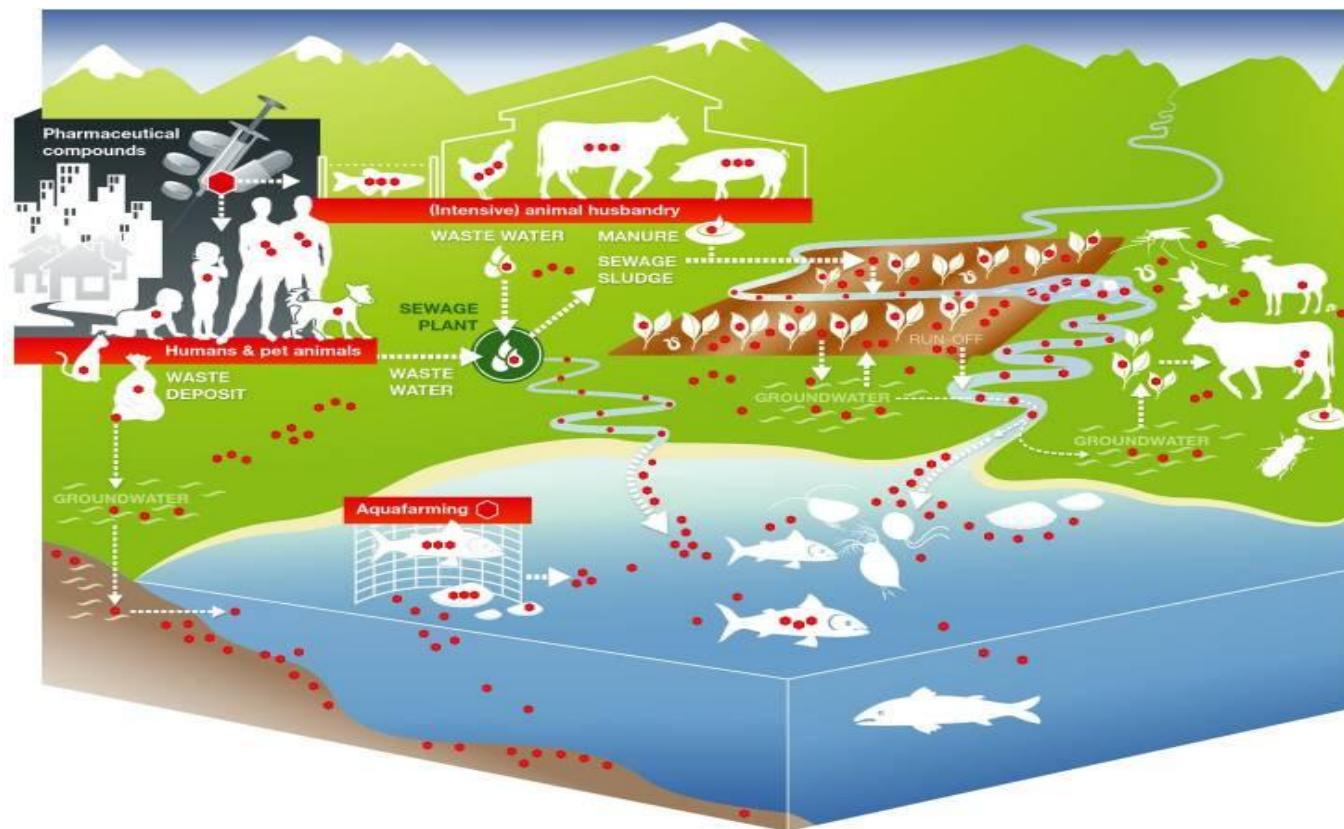 Pharmaceutical
compounds
(Intensive) animal husbandry
WASTE WATER
MANURE
SEWAGE
SLUDGE
SEWAGE
PLANT
Humans & pet animals
WASTE
DEPOSIT
WASTE
WATER
RUN-OFF
GROUNDWATER
GROUNDWATER
GROUNDWATER
Aquafarming